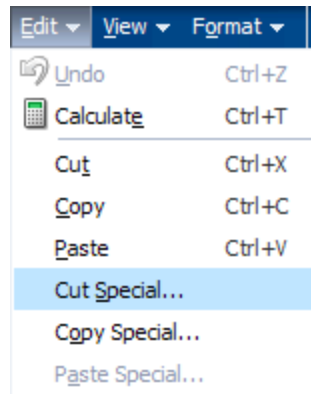 Edit View Format
Undo Ctrl+Z
Calculate Ctrl+T
Cut Ctrl+X
Copy Ctrl+C
Paste Ctrl+V
Cut Special...
Copy Special...
Paste Special...